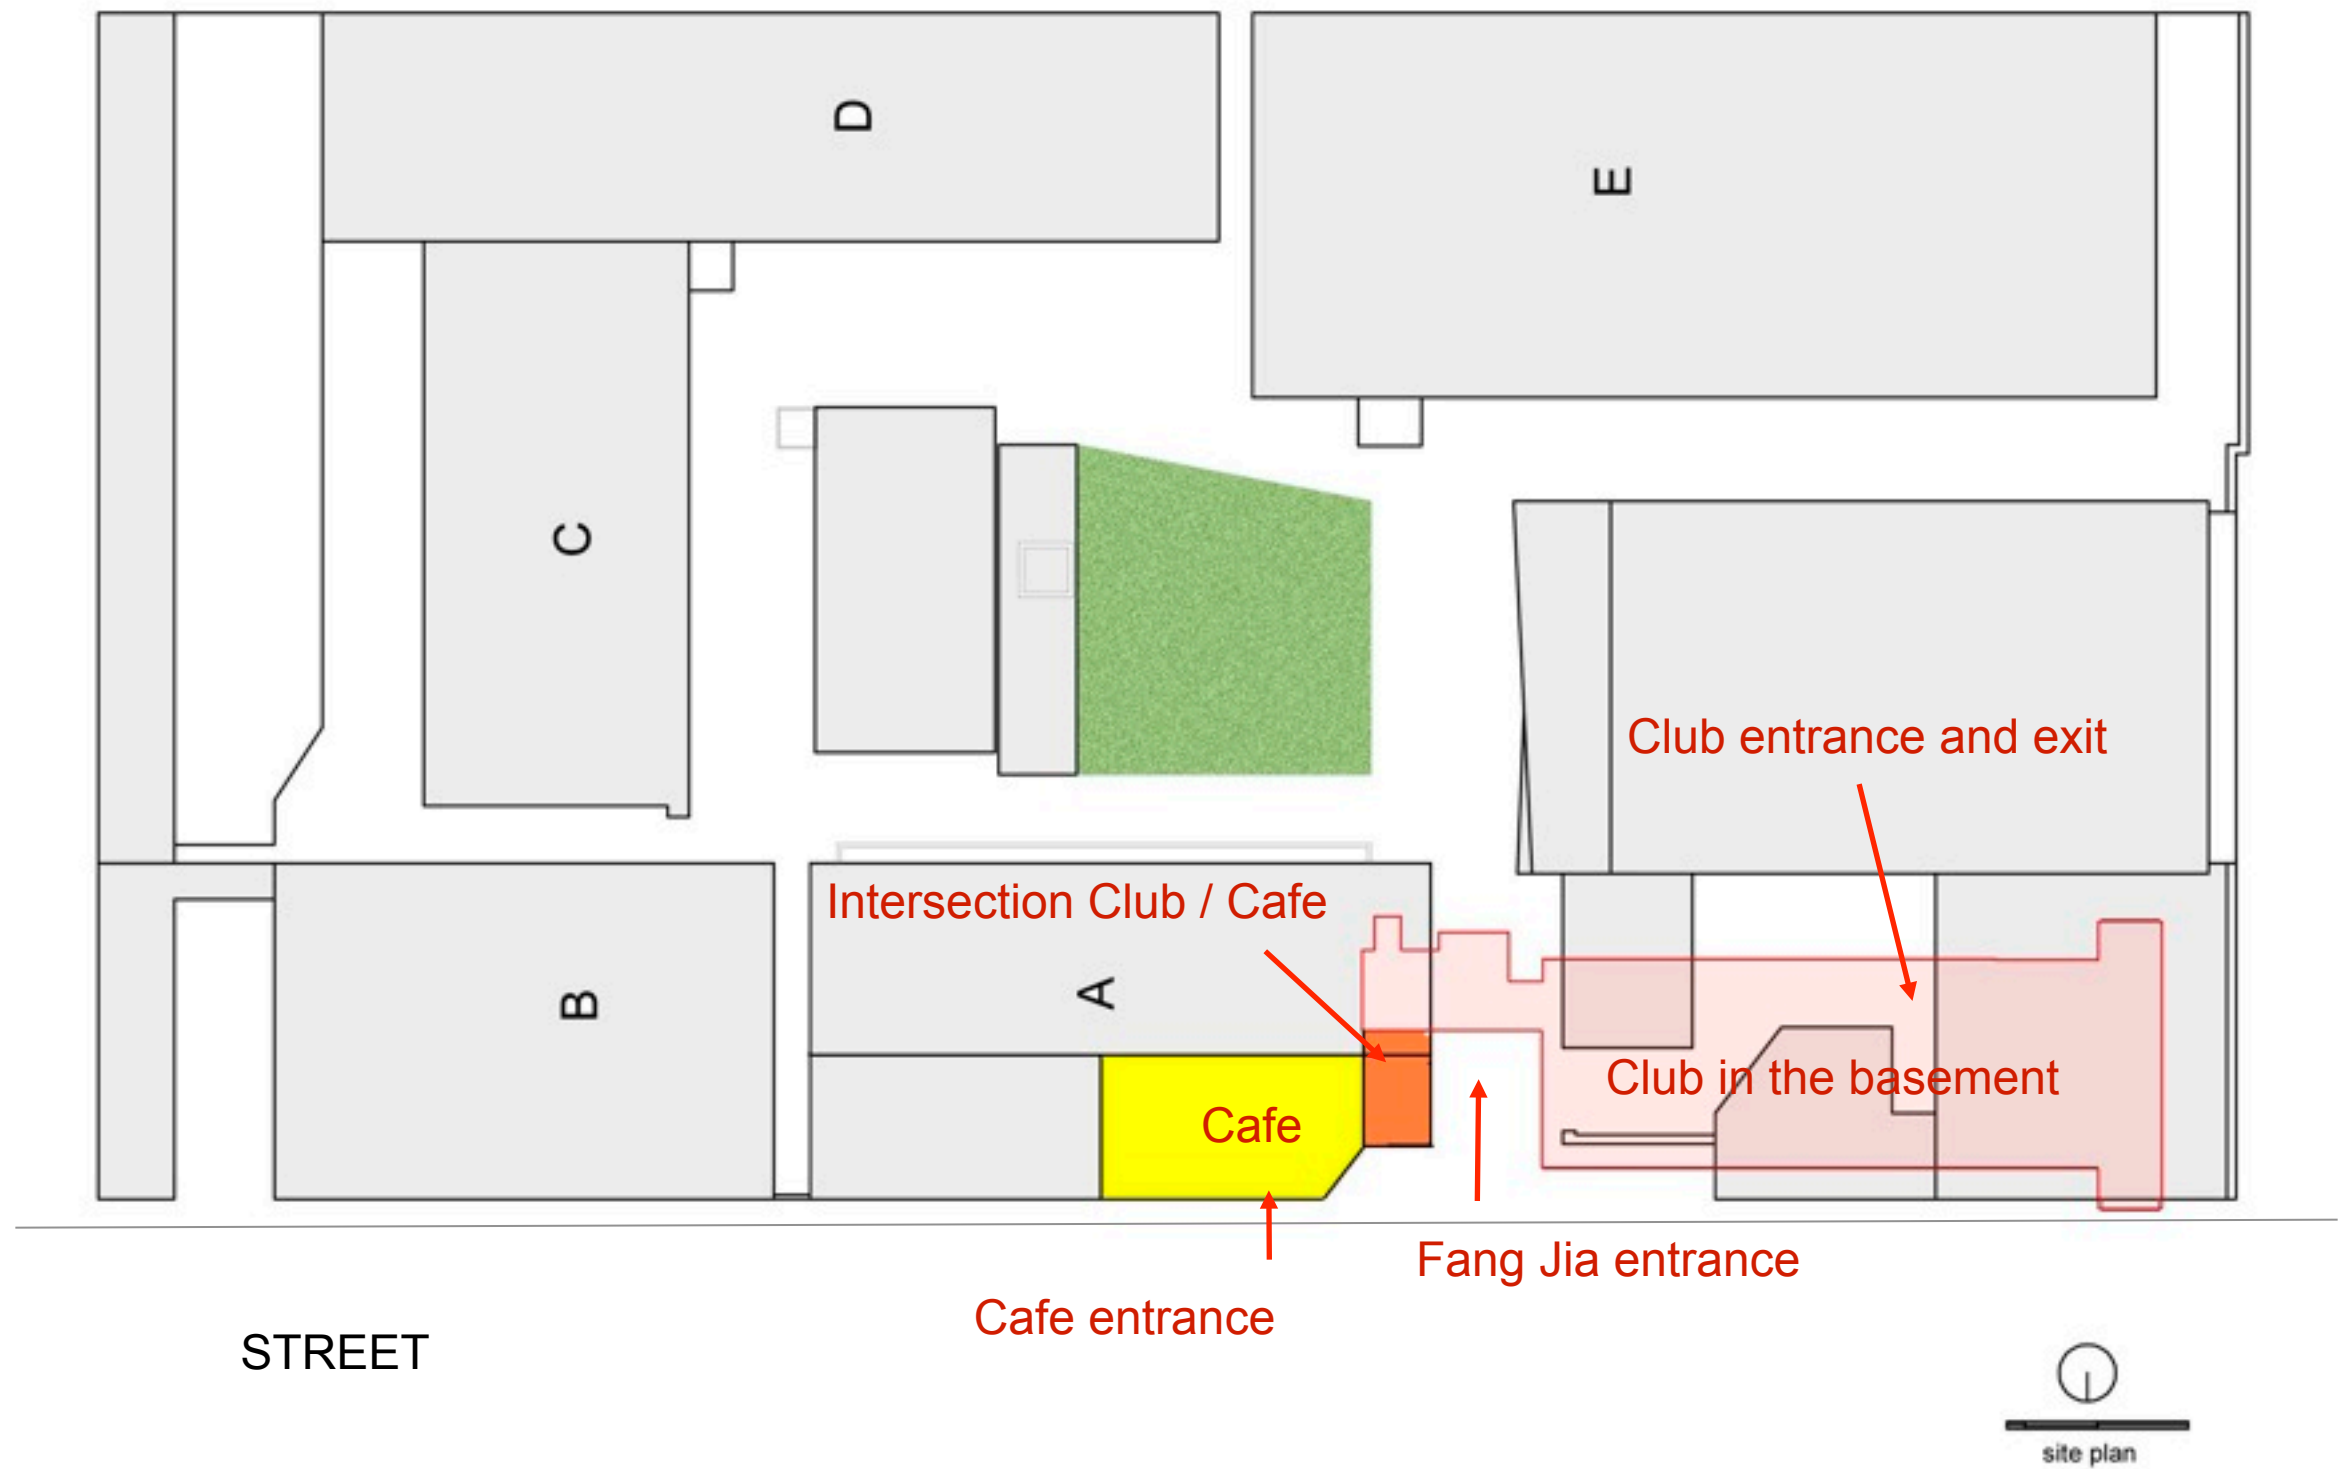 D
E
C
Club entrance and exit
Intersection Club / Cafe
A
B
Club in the basement
Cafe
Fang Jia entrance
Cafe entrance
STREET
site plan